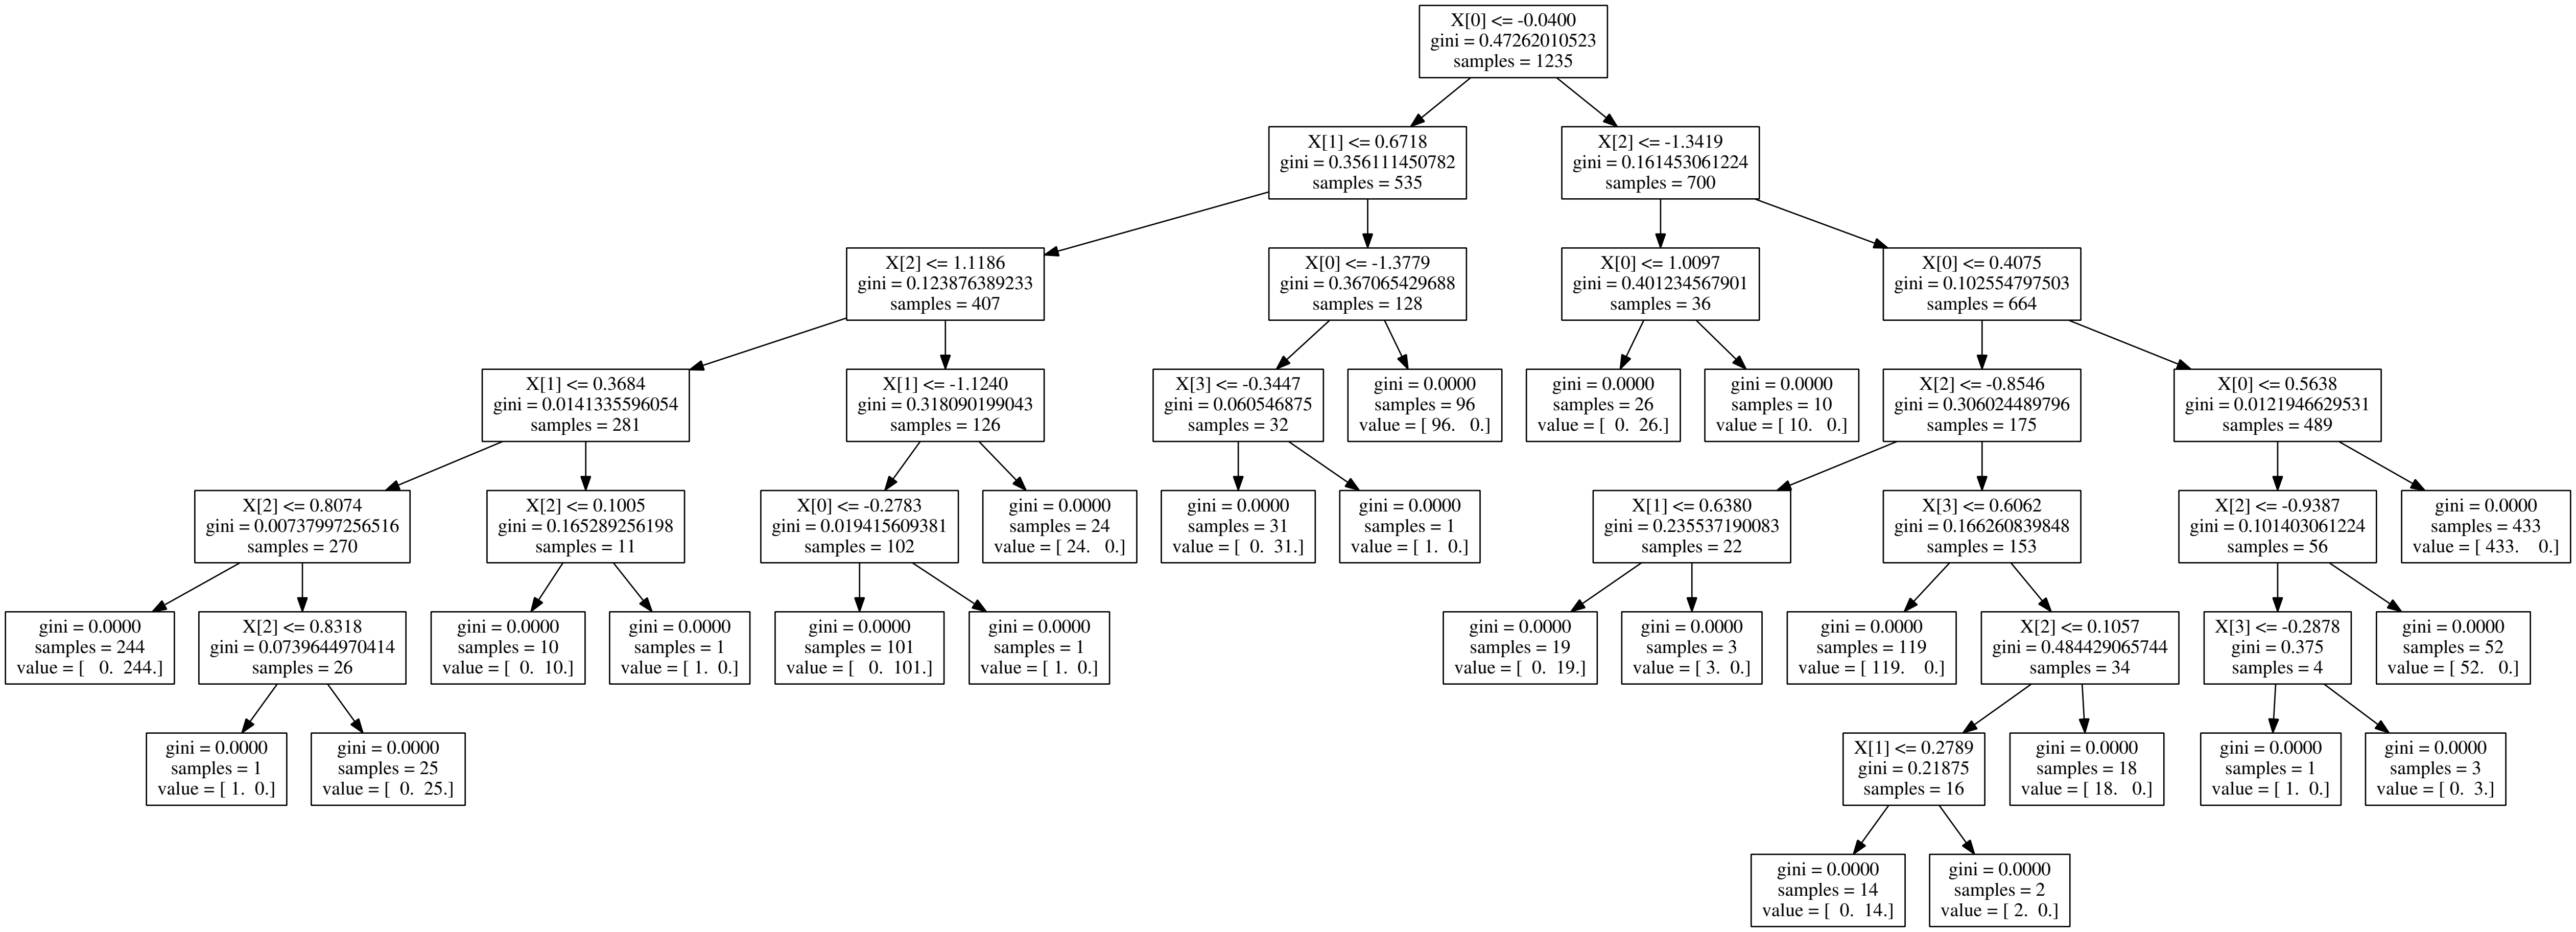 X[0] <= -0.0400
gini = 0.47262010523
samples = 1235
X[1] <= 0.6718
gini = 0.356111450782
samples = 535
X[2] <= -1.3419
gini = 0.161453061224
samples = 700
X[2] <= 1.1186
gini = 0.123876389233
samples = 407
X[0] <= -1.3779
gini = 0.367065429688
samples = 128
X[0] <= 1.0097
gini = 0.401234567901
samples = 36
X[0] <= 0.4075
gini = 0.102554797503
samples = 664
X[1] <= 0.3684
gini = 0.0141335596054
samples = 281
X[1] <= -1.1240
gini = 0.318090199043
samples = 126
X[3] <= -0.3447
gini = 0.060546875
samples = 32
gini = 0.0000
samples = 96
value = [ 96.   0.]
gini = 0.0000
samples = 26
value = [  0.  26.]
gini = 0.0000
samples = 10
value = [ 10.   0.]
X[2] <= -0.8546
gini = 0.306024489796
samples = 175
X[0] <= 0.5638
gini = 0.0121946629531
samples = 489
X[2] <= 0.8074
gini = 0.00737997256516
samples = 270
X[2] <= 0.1005
gini = 0.165289256198
samples = 11
X[0] <= -0.2783
gini = 0.019415609381
samples = 102
gini = 0.0000
samples = 24
value = [ 24.   0.]
gini = 0.0000
samples = 31
value = [  0.  31.]
gini = 0.0000
samples = 1
value = [ 1.  0.]
X[1] <= 0.6380
gini = 0.235537190083
samples = 22
X[3] <= 0.6062
gini = 0.166260839848
samples = 153
X[2] <= -0.9387
gini = 0.101403061224
samples = 56
gini = 0.0000
samples = 433
value = [ 433.    0.]
gini = 0.0000
samples = 244
value = [   0.  244.]
X[2] <= 0.8318
gini = 0.0739644970414
samples = 26
gini = 0.0000
samples = 10
value = [  0.  10.]
gini = 0.0000
samples = 1
value = [ 1.  0.]
gini = 0.0000
samples = 101
value = [   0.  101.]
gini = 0.0000
samples = 1
value = [ 1.  0.]
gini = 0.0000
samples = 19
value = [  0.  19.]
gini = 0.0000
samples = 3
value = [ 3.  0.]
gini = 0.0000
samples = 119
value = [ 119.    0.]
X[2] <= 0.1057
gini = 0.484429065744
samples = 34
X[3] <= -0.2878
gini = 0.375
samples = 4
gini = 0.0000
samples = 52
value = [ 52.   0.]
gini = 0.0000
samples = 1
value = [ 1.  0.]
gini = 0.0000
samples = 25
value = [  0.  25.]
X[1] <= 0.2789
gini = 0.21875
samples = 16
gini = 0.0000
samples = 18
value = [ 18.   0.]
gini = 0.0000
samples = 1
value = [ 1.  0.]
gini = 0.0000
samples = 3
value = [ 0.  3.]
gini = 0.0000
samples = 14
value = [  0.  14.]
gini = 0.0000
samples = 2
value = [ 2.  0.]